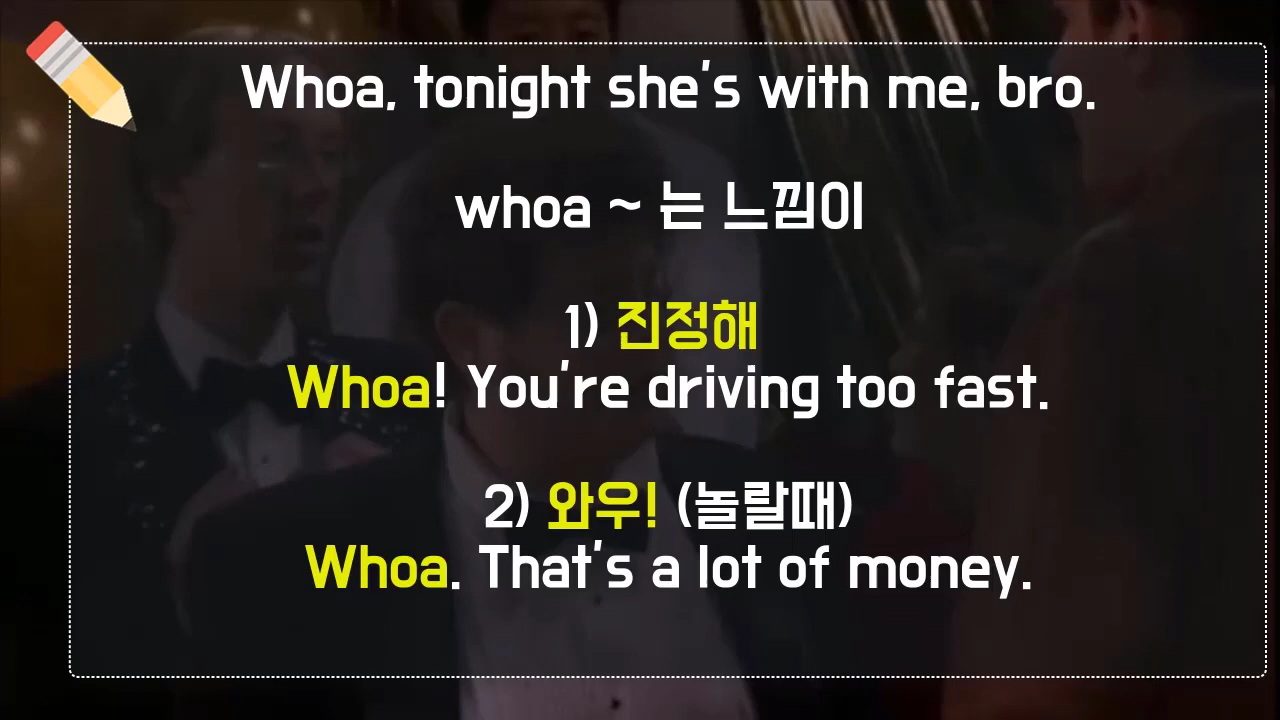 Whoa, tonight she's with me, bro.
whoa ~ 는 느낌이
1) 진정해
Whoa! You're driving too fast.
2) 와우! (놀랄때)
Whoa. That's a lot of money.